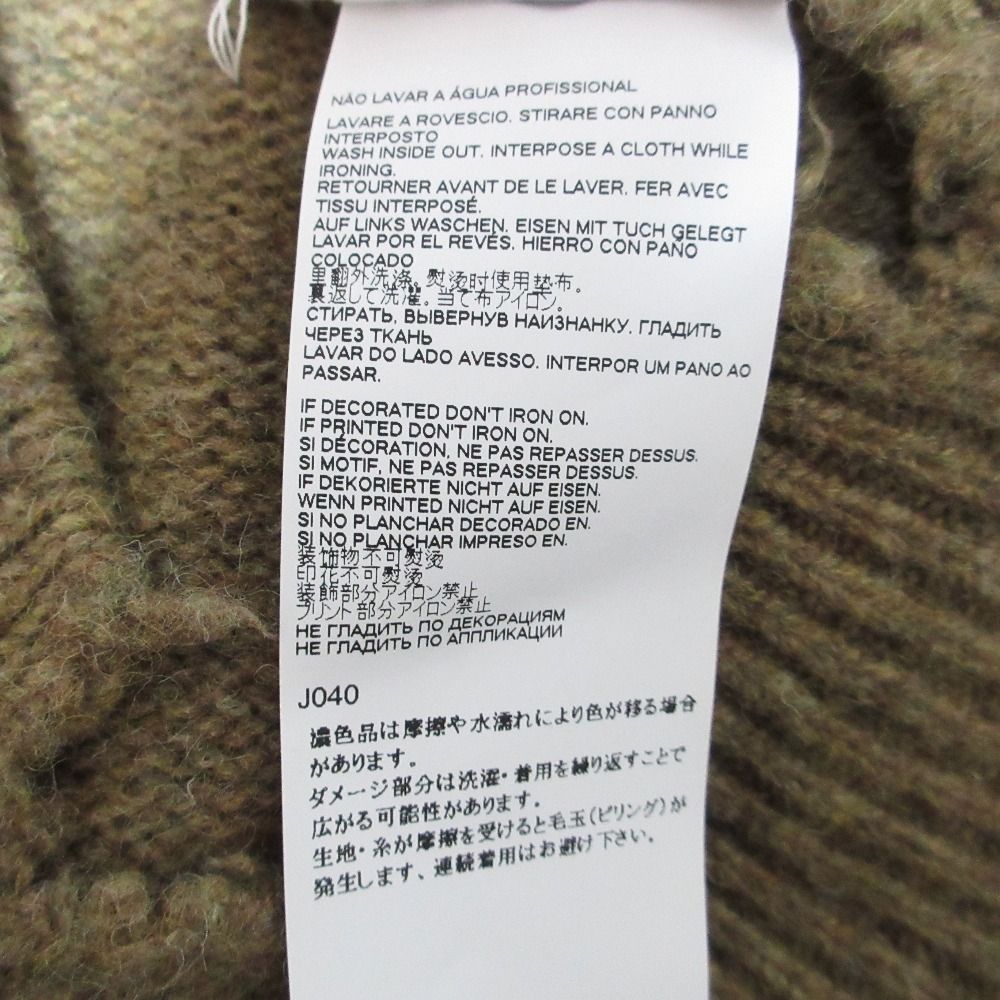 NÃO LAVAR A ÁGUA PROFISSIONAL
LAVARE A ROVESCIO. STIRARE CON PANNO
INTERPOSTO
WASH INSIDE OUT. INTERPOSE A CLOTH WHILE
IRONING.
RETOURNER AVANT DE LE LAVER. FER AVEC
TISSU INTERPOSÉ.
AUF LINKS WASCHEN. EISEN MIT TUCH GELEGT
LAVAR POR EL REVÉS. HIERRO CON PAÑO
COLOCADO
里翻外洗涤。熨烫时使用垫布。
裏返して洗濯。当て布アイロン。
СТИРАТЬ, ВЫВЕРНУВ НАИЗНАНКУ. ГЛАДИТЬ
ЧЕРЕЗ ТКАНЬ
LAVAR DO LADO AVESSO. INTERPOR UM PANO AO
PASSAR.
IF DECORATED DON'T IRON ON.
IF PRINTED DON'T IRON ON.
SI DÉCORATION, NE PAS REPASSER DESSUS.
SI MOTIF, NE PAS REPASSER DESSUS.
IF DEKORIERTE NICHT AUF EISEN.
WENN PRINTED NICHT AUF EISEN.
SI NO PLANCHAR DECORADO EN.
SI NO PLANCHAR IMPRESO EN.
装饰物不可熨烫
印花不可熨烫
装飾部分アイロン禁止
プリント部分アイロン禁止
НЕ ГЛАДИТЬ ПО ДЕКОРАЦИЯМ
НЕ ГЛАДИТЬ ПО АППЛИКАЦИИ
J040
濃色品は摩擦や水濡れにより色が移る場合
があります。
ダメージ部分は洗濯・着用を繰り返すことで
広がる可能性があります。
生地・糸が摩擦を受けると毛玉(ピリング)が
発生します、連続着用はお避け下さい。